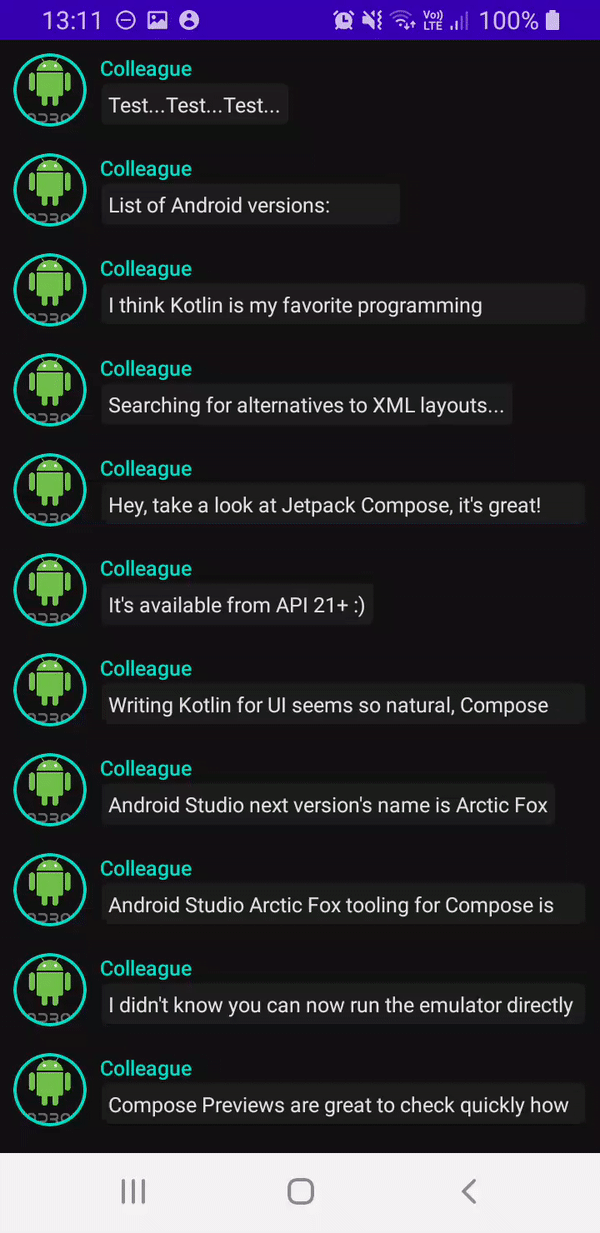 13:11 Vo)) LTE 100%
Colleague
Test...Test...Test...
Colleague
List of Android versions:
Colleague
I think Kotlin is my favorite programming
Colleague
Searching for alternatives to XML layouts...
Colleague
Hey, take a look at Jetpack Compose, it's great!
Colleague
It's available from API 21+ :)
Colleague
Writing Kotlin for UI seems so natural, Compose
Colleague
Android Studio next version's name is Arctic Fox
Colleague
Android Studio Arctic Fox tooling for Compose is
Colleague
I didn't know you can now run the emulator directly
Colleague
Compose Previews are great to check quickly how